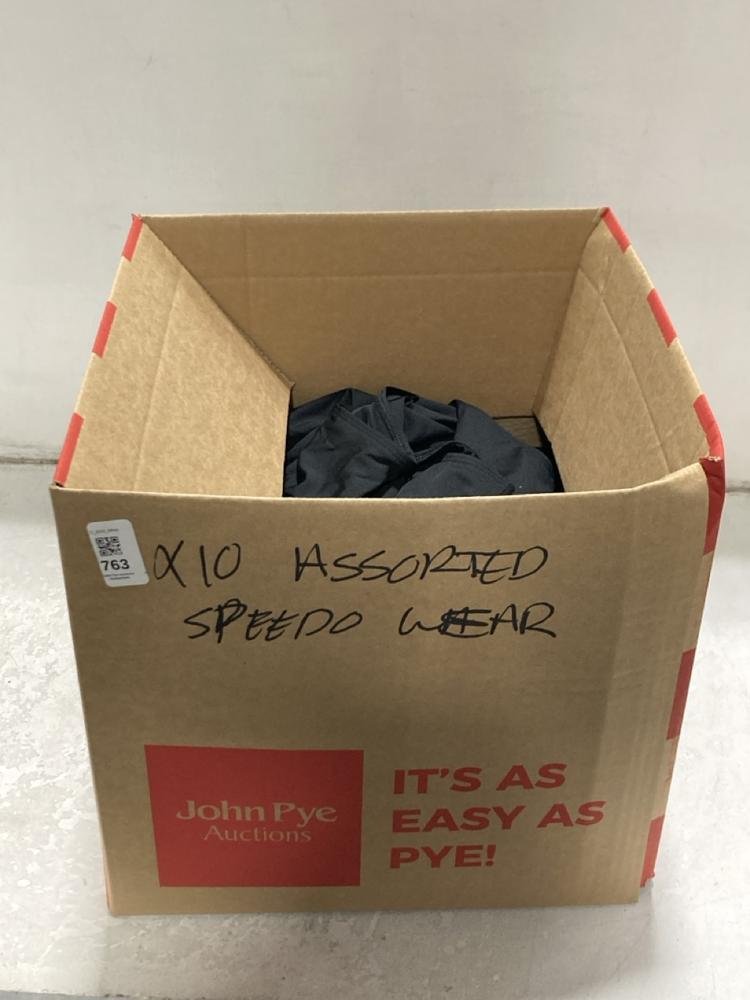 763
X10 ASSORTED
SPEEDO WEAR
John Pye
Auctions
IT'S AS
EASY AS
PYE!